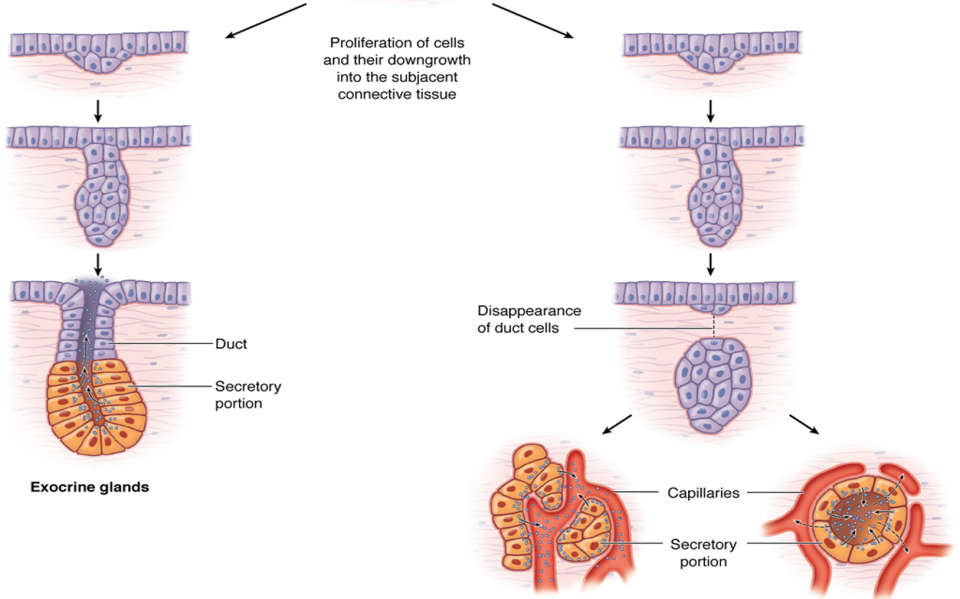 Proliferation of cells
and their downgrowth
into the subjacent
connective tissue
Disappearance
of duct cells
Duct
Secretory
portion
Exocrine glands
Capillaries
Secretory
portion